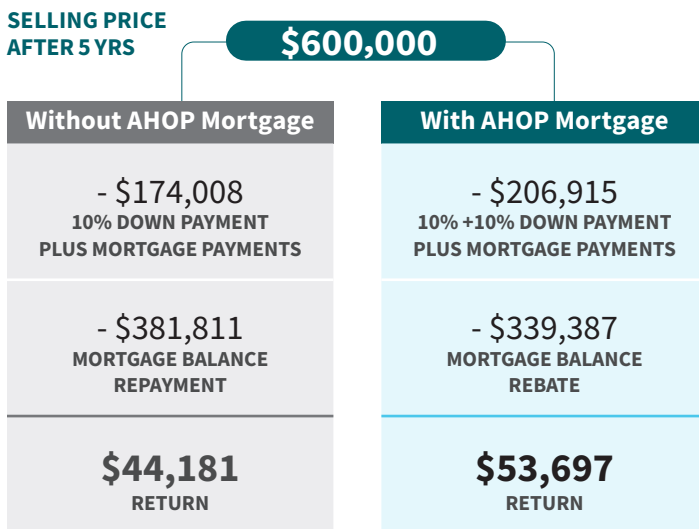 SELLING PRICE
AFTER 5 YRS
$600,000
Without AHOP Mortgage
- $174,008
10% DOWN PAYMENT
PLUS MORTGAGE PAYMENTS
- $381,811
MORTGAGE BALANCE
REPAYMENT
$44,181
RETURN
With AHOP Mortgage
- $206,915
10% +10% DOWN PAYMENT
PLUS MORTGAGE PAYMENTS
- $339,387
MORTGAGE BALANCE
REBATE
$53,697
RETURN